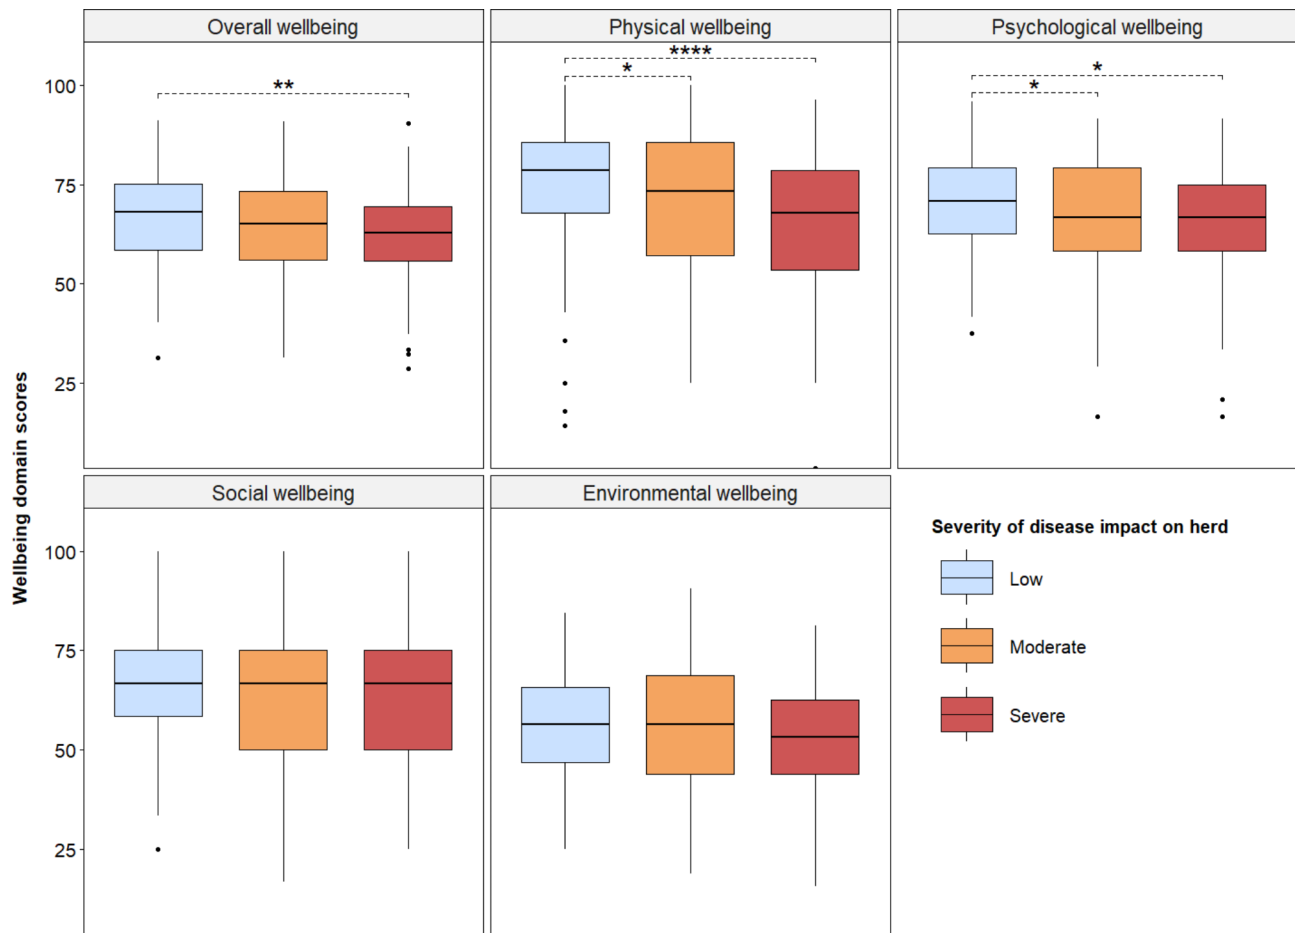 Overall wellbeing
Physical wellbeing
Psychological wellbeing
**
****
*
*
*
100
75
50
25
Wellbeing domain scores
Social wellbeing
Environmental wellbeing
100
75
50
25
Severity of disease impact on herd
Low
Moderate
Severe